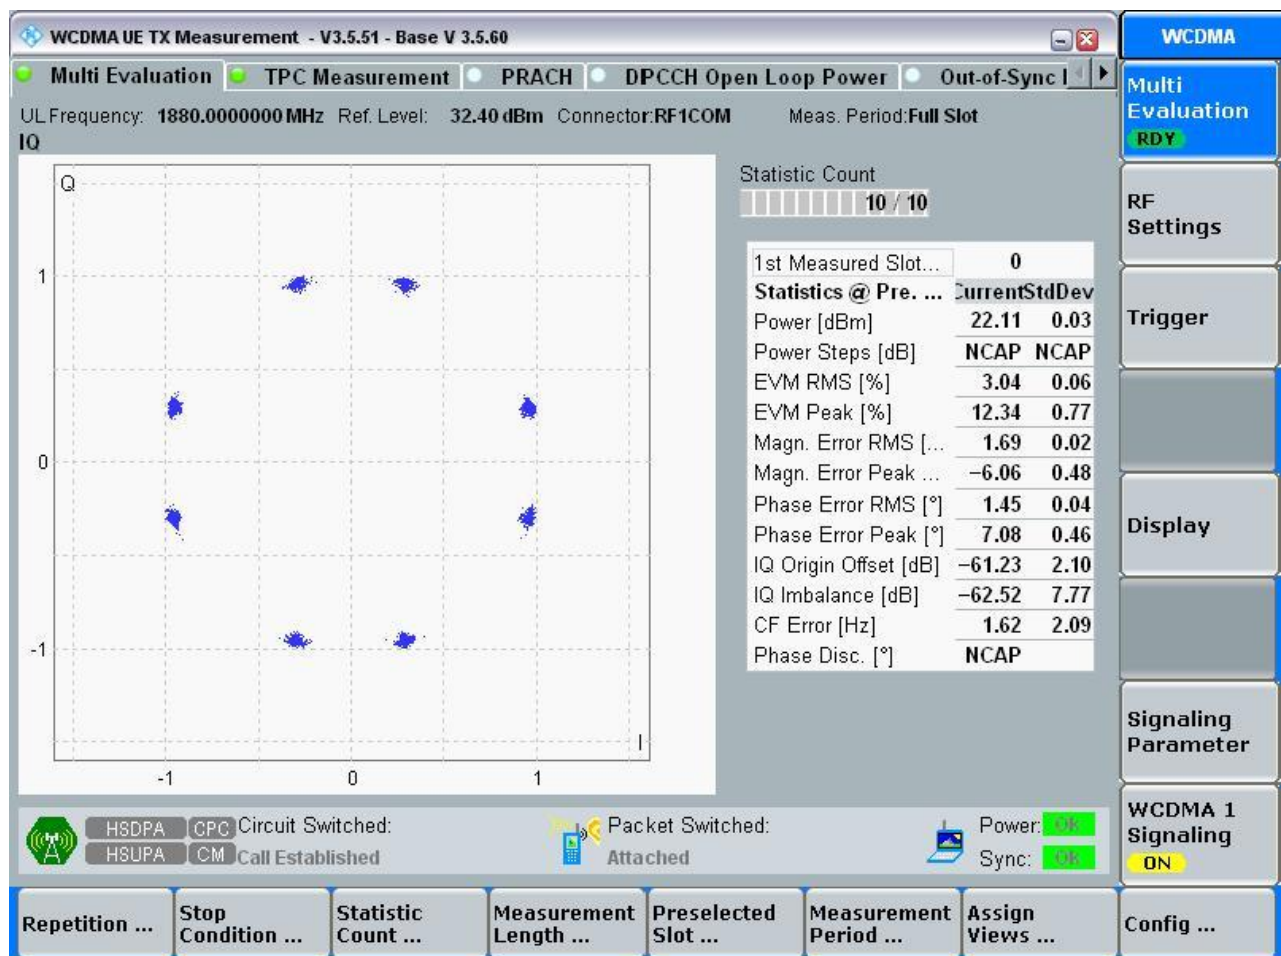 WCDMA UE TX Measurement - V3.5.51 - Base V 3.5.60
WCDMA
Multi Evaluation TPC Measurement PRACH DPCCH Open Loop Power Out-of-Sync
UL Frequency: 1880.0000000 MHz Ref. Level: 32.40 dBm Connector:RF1COM Meas. Period:Full Slot
IQ
Q
1
0
-1
-1 0 1
I
Statistic Count
10 / 10
1st Measured Slot... 0
Statistics @ Pre. ... Current StdDev
Power [dBm] 22.11 0.03
Power Steps [dB] NCAP NCAP
EVM RMS [%] 3.04 0.06
EVM Peak [%] 12.34 0.77
Magn. Error RMS [... 1.69 0.02
Magn. Error Peak ... −6.06 0.48
Phase Error RMS [°] 1.45 0.04
Phase Error Peak [°] 7.08 0.46
IQ Origin Offset [dB] −61.23 2.10
IQ Imbalance [dB] −62.52 7.77
CF Error [Hz] 1.62 2.09
Phase Disc. [°] NCAP
Multi
Evaluation
RDY
RF
Settings
Trigger
Display
Signaling
Parameter
WCDMA 1
Signaling
ON
HSDPA CPC Circuit Switched: Packet Switched: Power: OK
HSUPA CM Call Established Attached Sync: OK
Repetition ...
Stop
Condition ...
Statistic
Count ...
Measurement
Length ...
Preselected
Slot ...
Measurement
Period ...
Assign
Views ...
Config ...